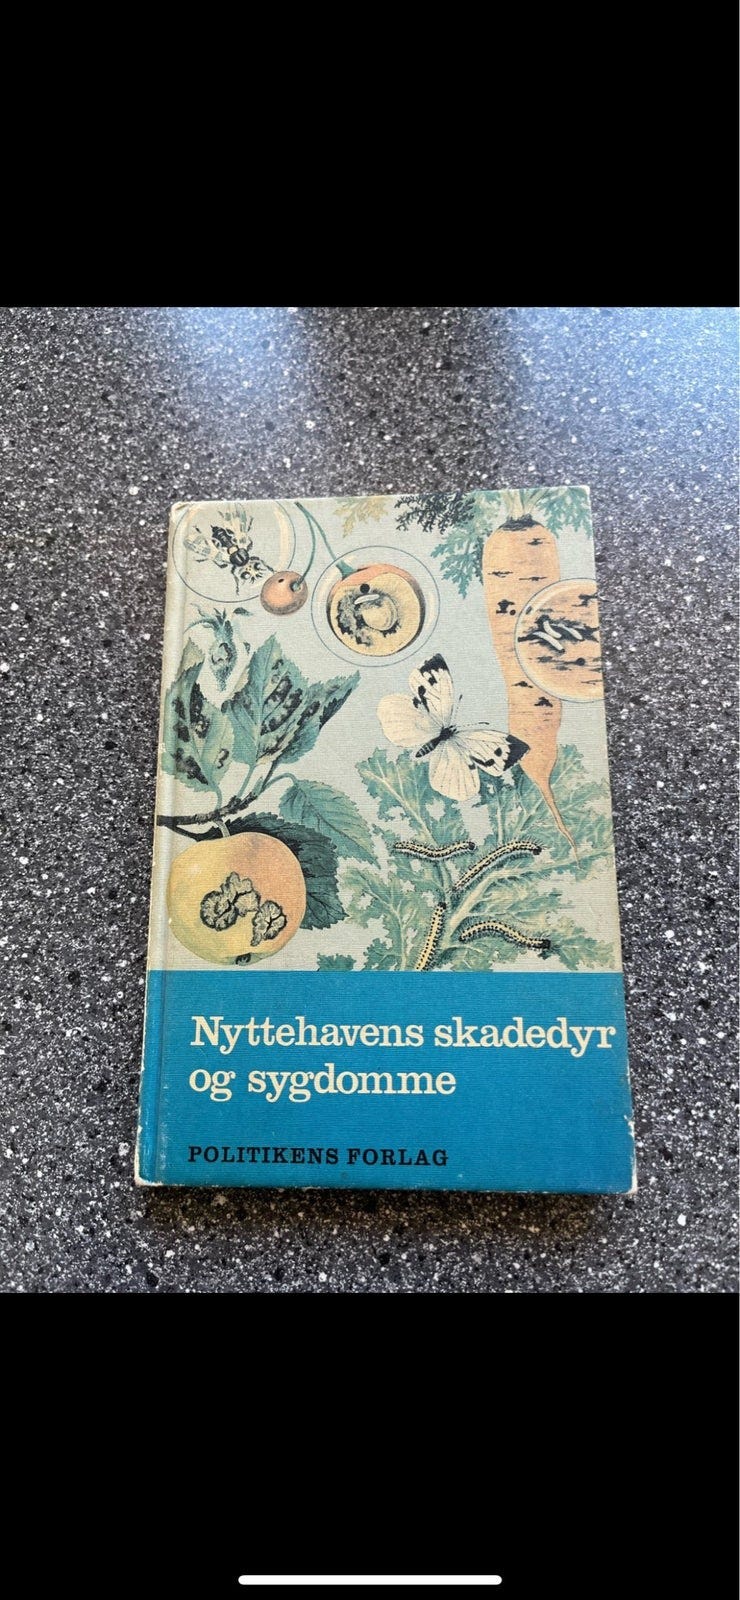 Nyttehavens skadedyr
og sygdomme
POLITIKENS FORLAG